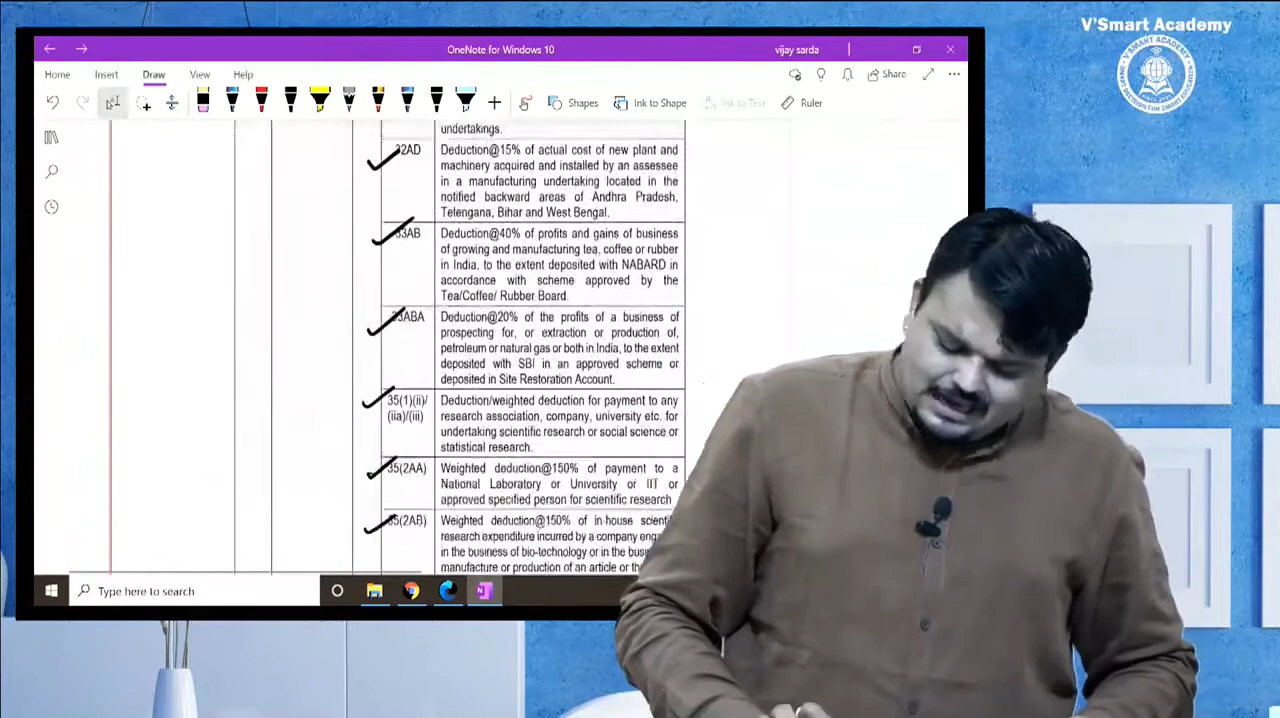 V'Smart Academy
OneNote for Windows 10
vijay sarda
Home Insert Draw View Help
Share
Shapes
Ink to Shape
Ink to Text
Ruler
undertakings.
32AD
Deduction@15% of actual cost of new plant and
machinery acquired and installed by an assessee
in a manufacturing undertaking located in the
notified backward areas of Andhra Pradesh,
Telengana, Bihar and West Bengal.
33AB
Deduction@40% of profits and gains of business
of growing and manufacturing tea, coffee or rubber
in India, to the extent deposited with NABARD in
accordance with scheme approved by the
Tea/Coffee/ Rubber Board.
33ABA
Deduction@20% of the profits of a business of
prospecting for, or extraction or production of,
petroleum or natural gas or both in India, to the extent
deposited with SBI in an approved scheme or
deposited in Site Restoration Account.
35(1)(ii)/
(iia)/(iii)
Deduction/weighted deduction for payment to any
research association, company, university etc. for
undertaking scientific research or social science or
statistical research.
35(2AA)
Weighted deduction@150% of payment to a
National Laboratory or University or IIT or
approved specified person for scientific research
35(2AB)
Weighted deduction@150% of in-house
research expenditure incurred by a company
in the business of bio-technology or in the
manufacture or production of an article or
Type here to search